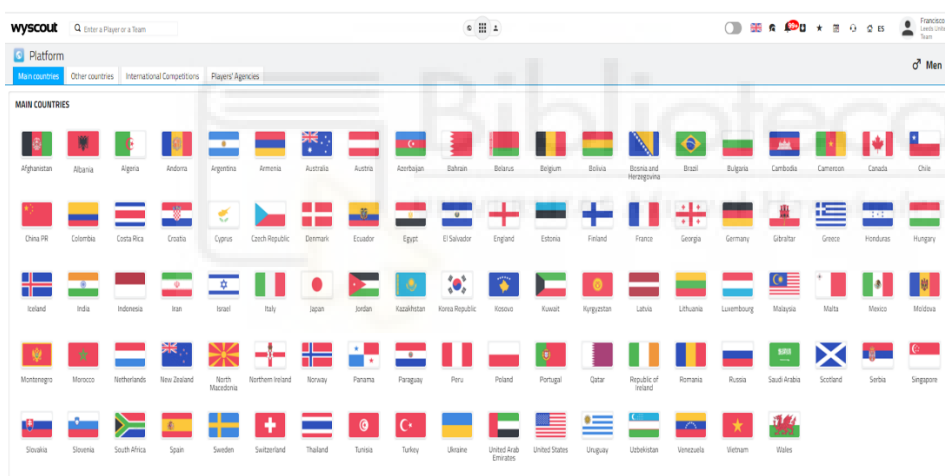 wyscout Enter a Player or a Team 99+ ES Francisco
Leeds Unite
Team
Platform
Men
Main countries Other countries International Competitions Players' Agencies
MAIN COUNTRIES
Biblioteca
Afghanistan Albania Algeria Andorra Argentina Armenia Australia Austria Azerbaijan Bahrain Belarus Belgium Bolivia Bosnia and Herzegovina Brazil Bulgaria Cambodia Cameroon Canada Chile
China PR Colombia Costa Rica Croatia Cyprus Czech Republic Denmark Ecuador Egypt El Salvador England Estonia Finland France Georgia Germany Gibraltar Greece Honduras Hungary
Iceland India Indonesia Iran Israel Italy Japan Jordan Kazakhstan Korea Republic Kosovo Kuwait Kyrgyzstan Latvia Lithuania Luxembourg Malaysia Malta Mexico Moldova
Montenegro Morocco Netherlands New Zealand North Macedonia Northern Ireland Norway Panama Paraguay Peru Poland Portugal Qatar Republic of Ireland Romania Russia Saudi Arabia Scotland Serbia Singapore
Slovakia Slovenia South Africa Spain Sweden Switzerland Thailand Tunisia Turkey Ukraine United Arab Emirates United States Uruguay Uzbekistan Venezuela Vietnam Wales